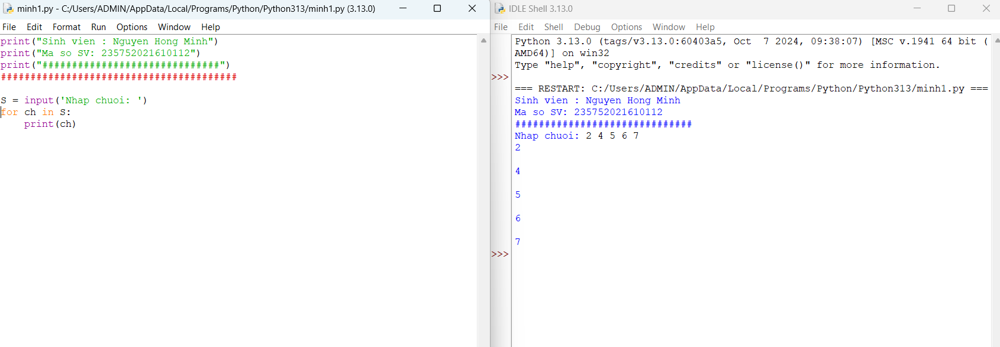 minh1.py - C:/Users/ADMIN/AppData/Local/Programs/Python/Python313/minh1.py (3.13.0)
File Edit Format Run Options Window Help
print("Sinh vien : Nguyen Hong Minh")
print("Ma so SV: 235752021610112")
print("##############################")
########################################
S = input('Nhap chuoi: ')
for ch in S:
    print(ch)
IDLE Shell 3.13.0
File Edit Shell Debug Options Window Help
Python 3.13.0 (tags/v3.13.0:60403a5, Oct  7 2024, 09:38:07) [MSC v.1941 64 bit (
AMD64)] on win32
Type "help", "copyright", "credits" or "license()" for more information.
>>>
=== RESTART: C:/Users/ADMIN/AppData/Local/Programs/Python/Python313/minh1.py ===
Sinh vien : Nguyen Hong Minh
Ma so SV: 235752021610112
##############################
Nhap chuoi: 2 4 5 6 7
2
4
5
6
7
>>>